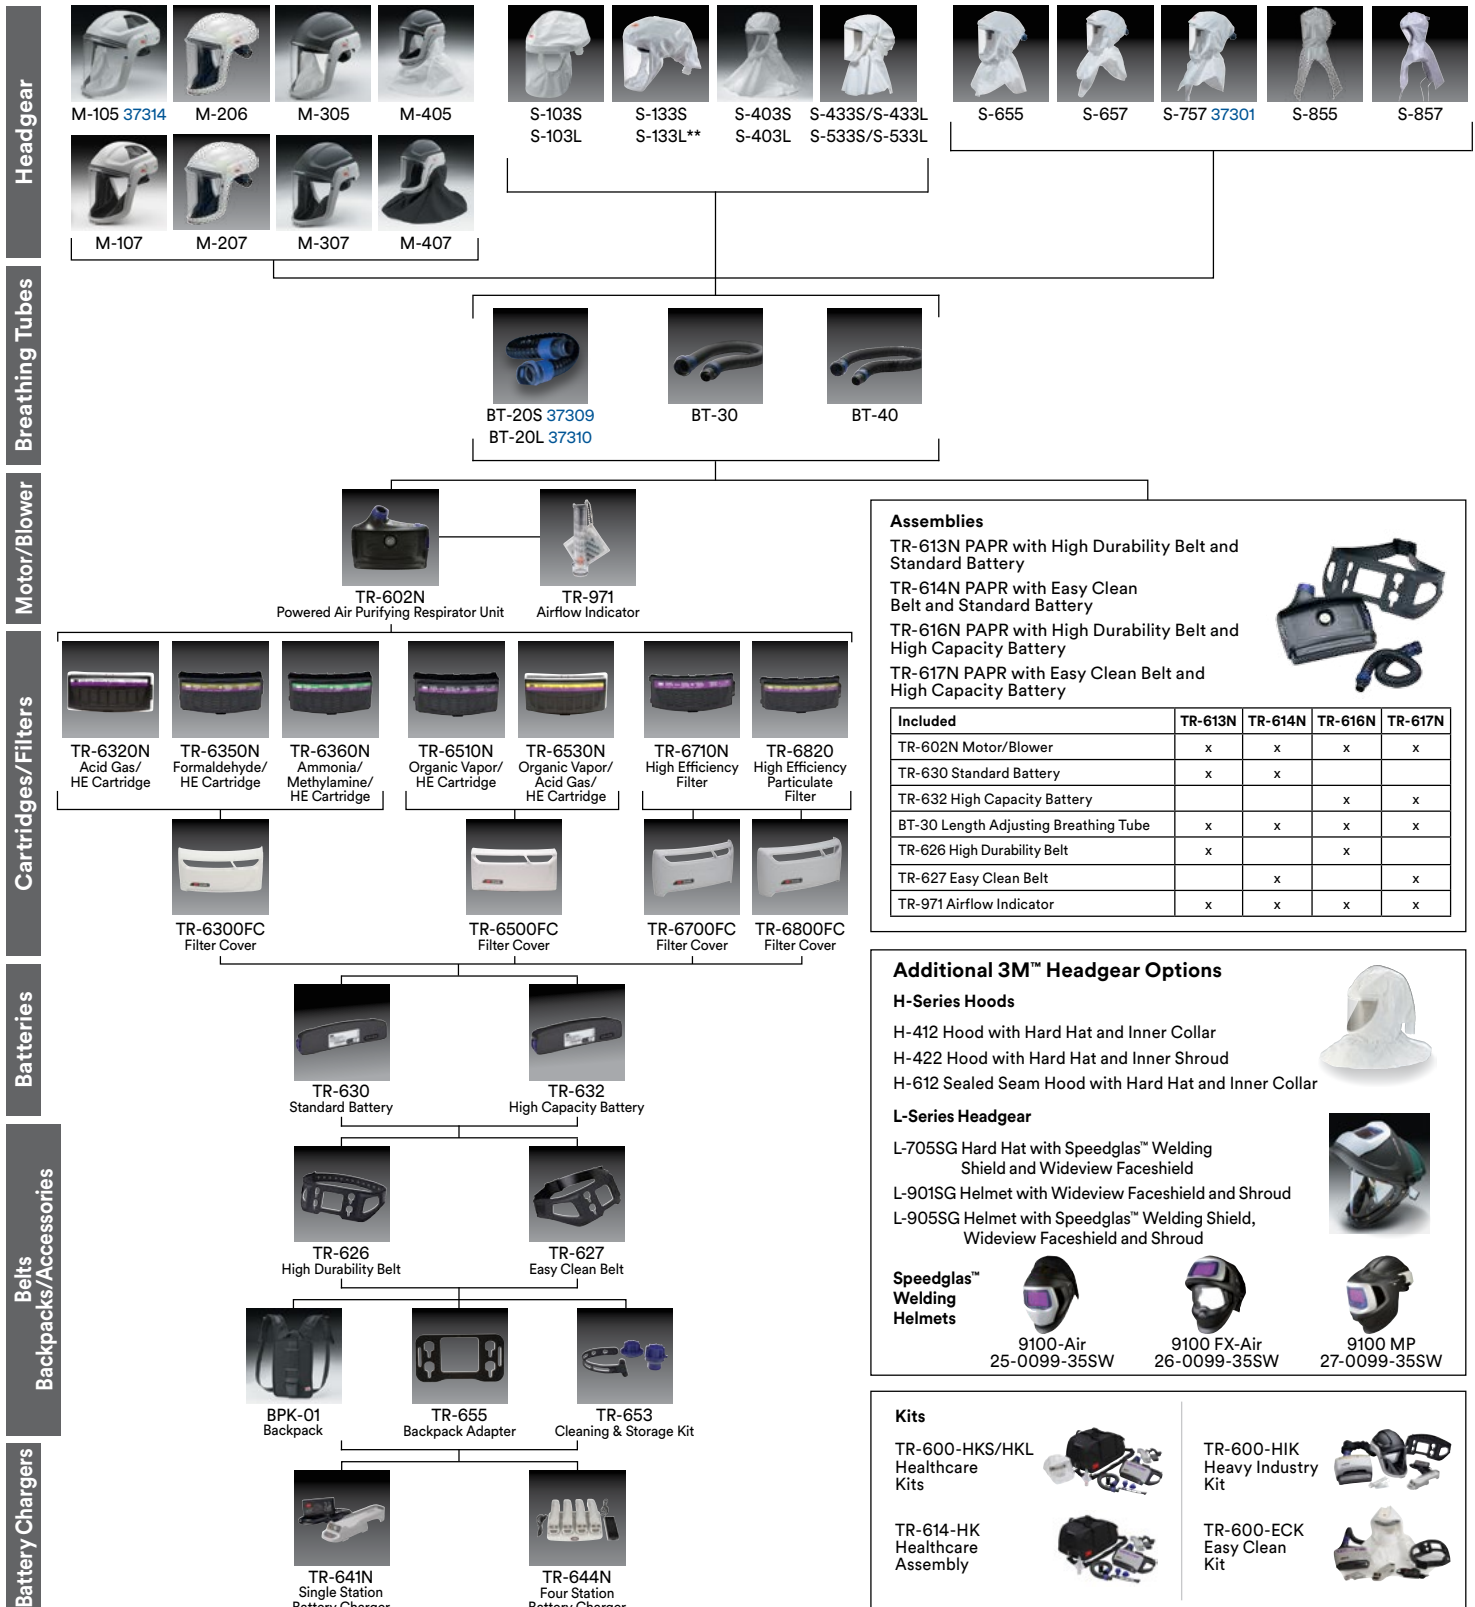 Headgear
M-105 37314
M-206
M-305
M-405
M-107
M-207
M-307
M-407
S-103S
S-103L
S-133S
S-133L**
S-403S
S-403L
S-433S/S-433L
S-533S/S-533L
S-655
S-657
S-757 37301
S-855
S-857
Breathing Tubes
BT-20S 37309
BT-20L 37310
BT-30
BT-40
Motor/Blower
TR-602N
Powered Air Purifying Respirator Unit
TR-971
Airflow Indicator
Cartridges/Filters
TR-6320N
Acid Gas/
HE Cartridge
TR-6350N
Formaldehyde/
HE Cartridge
TR-6360N
Ammonia/
Methylamine/
HE Cartridge
TR-6510N
Organic Vapor/
HE Cartridge
TR-6530N
Organic Vapor/
Acid Gas/
HE Cartridge
TR-6710N
High Efficiency
Filter
TR-6820
High Efficiency
Particulate
Filter
TR-6300FC
Filter Cover
TR-6500FC
Filter Cover
TR-6700FC
Filter Cover
TR-6800FC
Filter Cover
Batteries
TR-630
Standard Battery
TR-632
High Capacity Battery
Belts
Backpacks/Accessories
TR-626
High Durability Belt
TR-627
Easy Clean Belt
BPK-01
Backpack
TR-655
Backpack Adapter
TR-653
Cleaning & Storage Kit
Battery Chargers
TR-641N
Single Station
Battery Charger
TR-644N
Four Station
Battery Charger
Assemblies
TR-613N PAPR with High Durability Belt and
Standard Battery
TR-614N PAPR with Easy Clean
Belt and Standard Battery
TR-616N PAPR with High Durability Belt and
High Capacity Battery
TR-617N PAPR with Easy Clean Belt and
High Capacity Battery
Included TR-613N TR-614N TR-616N TR-617N
TR-602N Motor/Blower x x x x
TR-630 Standard Battery x x
TR-632 High Capacity Battery x x
BT-30 Length Adjusting Breathing Tube x x x x
TR-626 High Durability Belt x x
TR-627 Easy Clean Belt x x
TR-971 Airflow Indicator x x x x
Additional 3M™ Headgear Options
H-Series Hoods
H-412 Hood with Hard Hat and Inner Collar
H-422 Hood with Hard Hat and Inner Shroud
H-612 Sealed Seam Hood with Hard Hat and Inner Collar
L-Series Headgear
L-705SG Hard Hat with Speedglas™ Welding
Shield and Wideview Faceshield
L-901SG Helmet with Wideview Faceshield and Shroud
L-905SG Helmet with Speedglas™ Welding Shield,
Wideview Faceshield and Shroud
Speedglas™
Welding
Helmets
9100-Air
25-0099-35SW
9100 FX-Air
26-0099-35SW
9100 MP
27-0099-35SW
Kits
TR-600-HKS/HKL
Healthcare
Kits
TR-600-HIK
Heavy Industry
Kit
TR-614-HK
Healthcare
Assembly
TR-600-ECK
Easy Clean
Kit